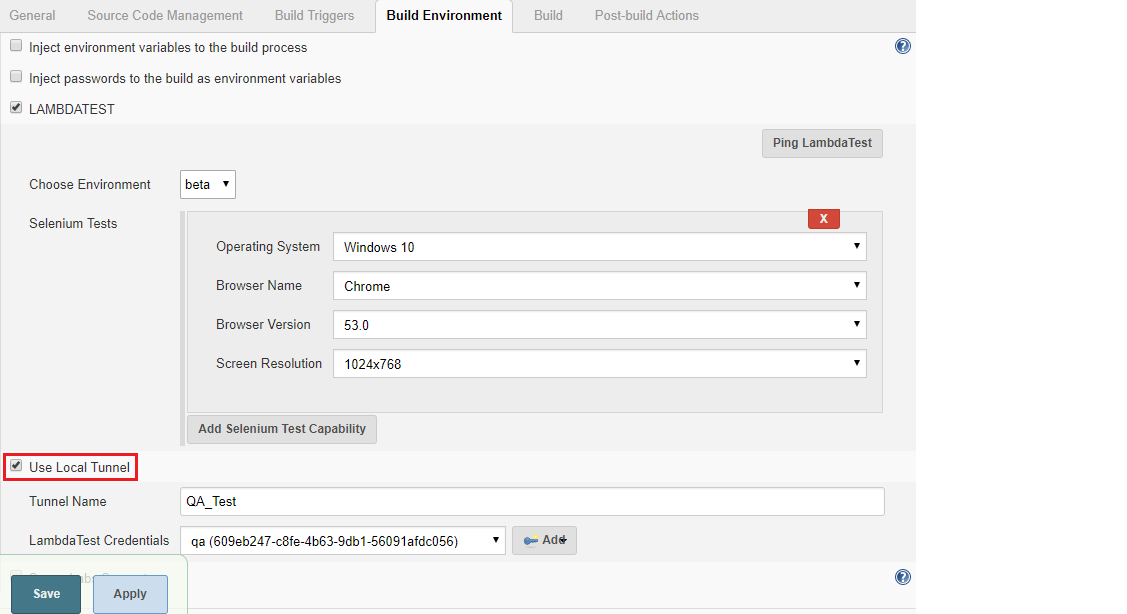 General Source Code Management Build Triggers Build Environment Build Post-build Actions
Inject environment variables to the build process
Inject passwords to the build as environment variables
LAMBDATEST
Ping LambdaTest
Choose Environment beta
Selenium Tests
X
Operating System Windows 10
Browser Name Chrome
Browser Version 53.0
Screen Resolution 1024x768
Add Selenium Test Capability
Use Local Tunnel
Tunnel Name QA_Test
LambdaTest Credentials qa (609eb247-c8fe-4b63-9db1-56091afdc056) Add
Save Apply